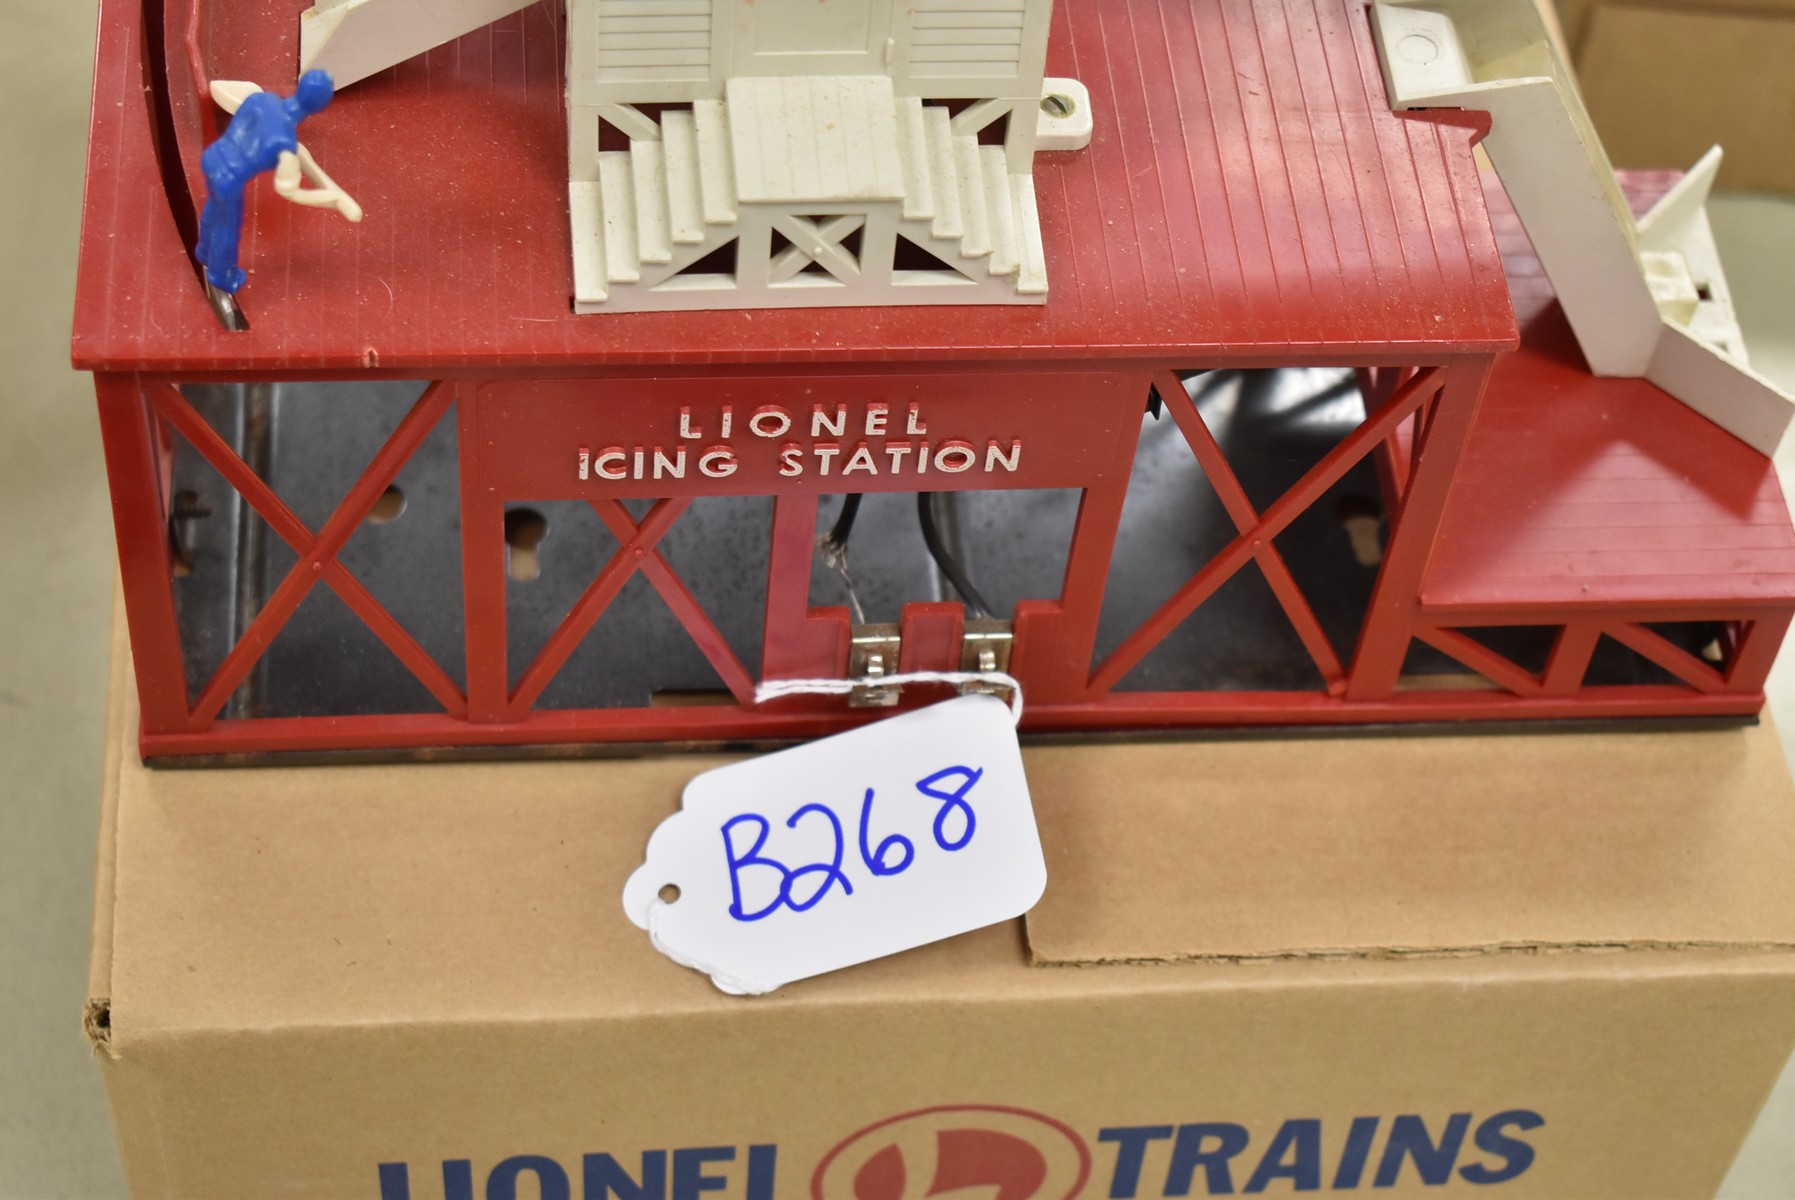 LIONEL
ICING STATION
B268
LIONEL TRAINS